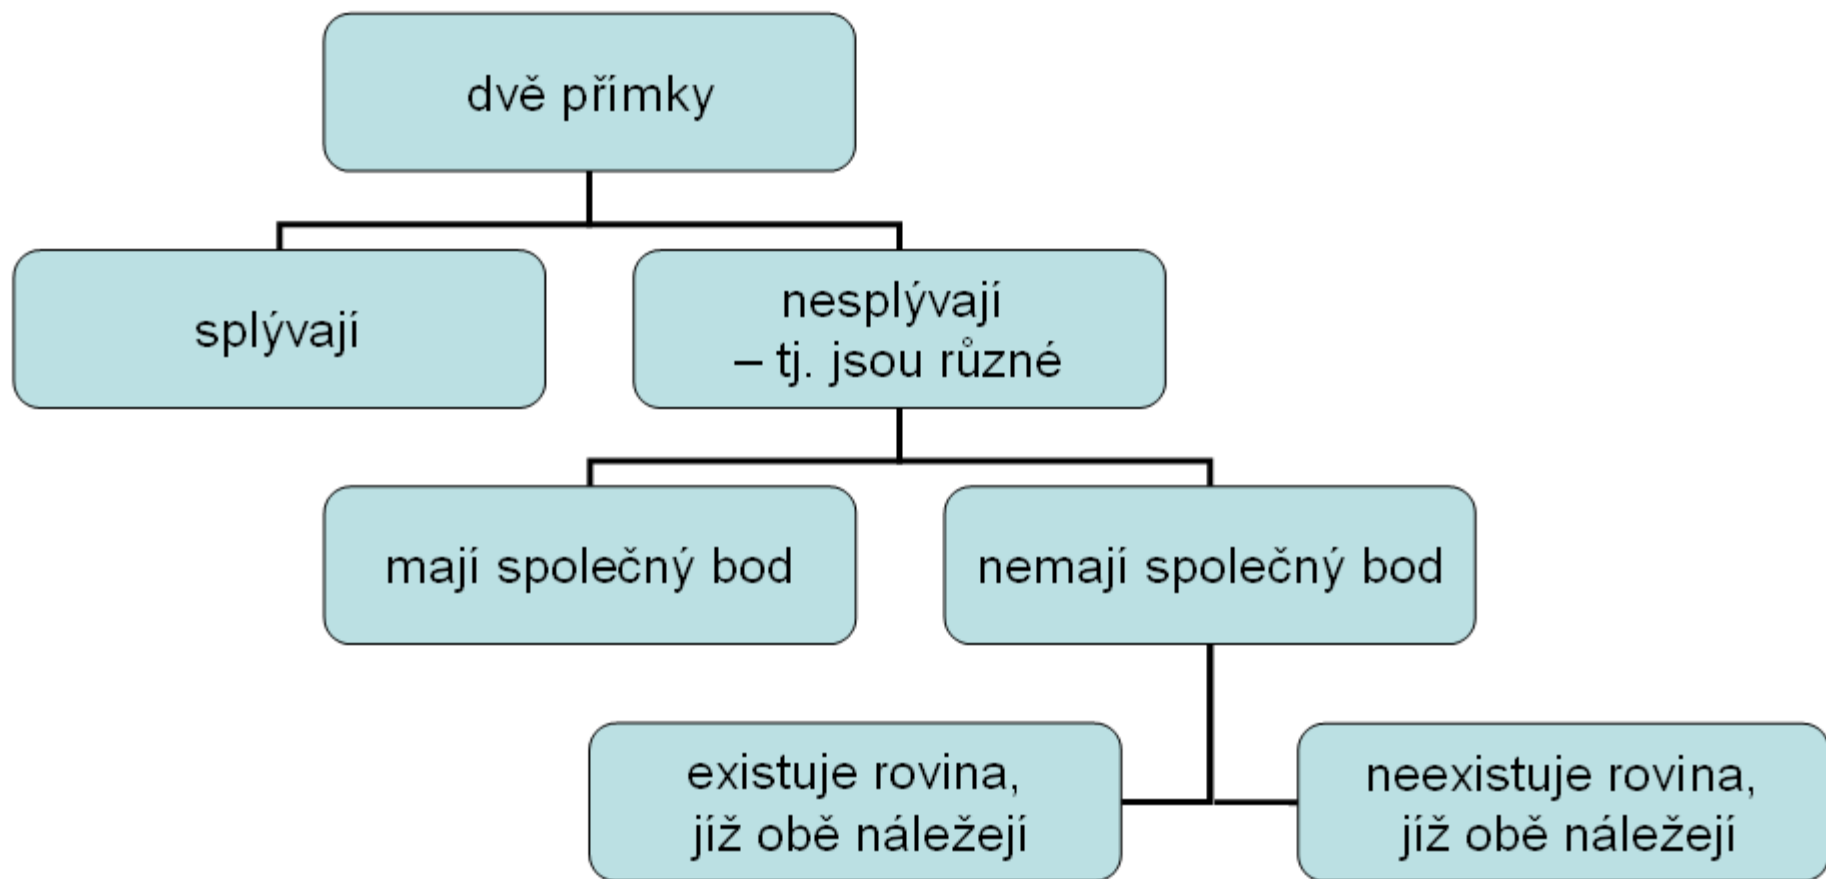 dvě přímky
splývají
nesplývají
– tj. jsou různé
mají společný bod
nemají společný bod
existuje rovina,
jíž obě náležejí
neexistuje rovina,
jíž obě náležejí